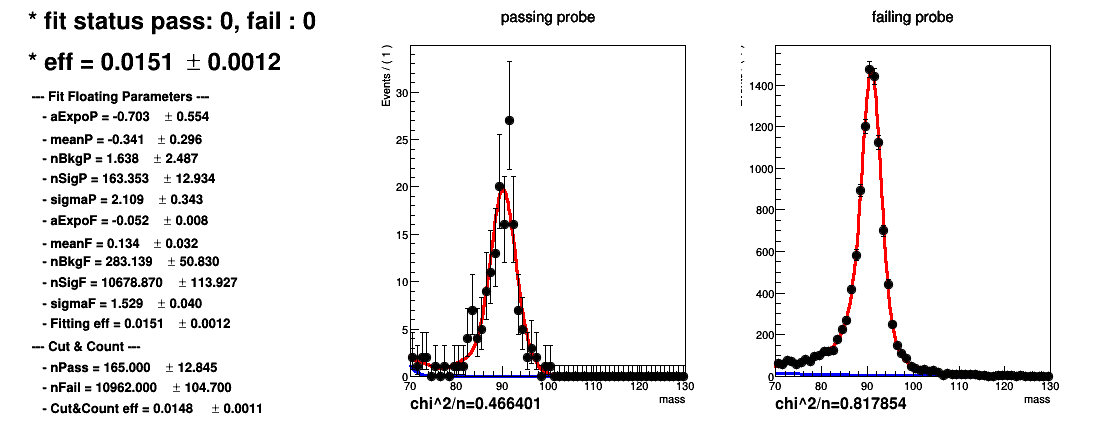 * fit status pass: 0, fail : 0
* eff = 0.0151 ± 0.0012
--- Fit Floating Parameters ---
- aExpoP = -0.703 ± 0.554
- meanP = -0.341 ± 0.296
- nBkgP = 1.638 ± 2.487
- nSigP = 163.353 ± 12.934
- sigmaP = 2.109 ± 0.343
- aExpoF = -0.052 ± 0.008
- meanF = 0.134 ± 0.032
- nBkgF = 283.139 ± 50.830
- nSigF = 10678.870 ± 113.927
- sigmaF = 1.529 ± 0.040
- Fitting eff = 0.0151 ± 0.0012
--- Cut & Count ---
- nPass = 165.000 ± 12.845
- nFail = 10962.000 ± 104.700
- Cut&Count eff = 0.0148 ± 0.0011
passing probe
Events / ( 1 )
30
25
20
15
10
5
0
70 80 90 100 110 120 130
mass
chi^2/n=0.466401
failing probe
1400
1200
1000
800
600
400
200
0
70 80 90 100 110 120 130
mass
chi^2/n=0.817854